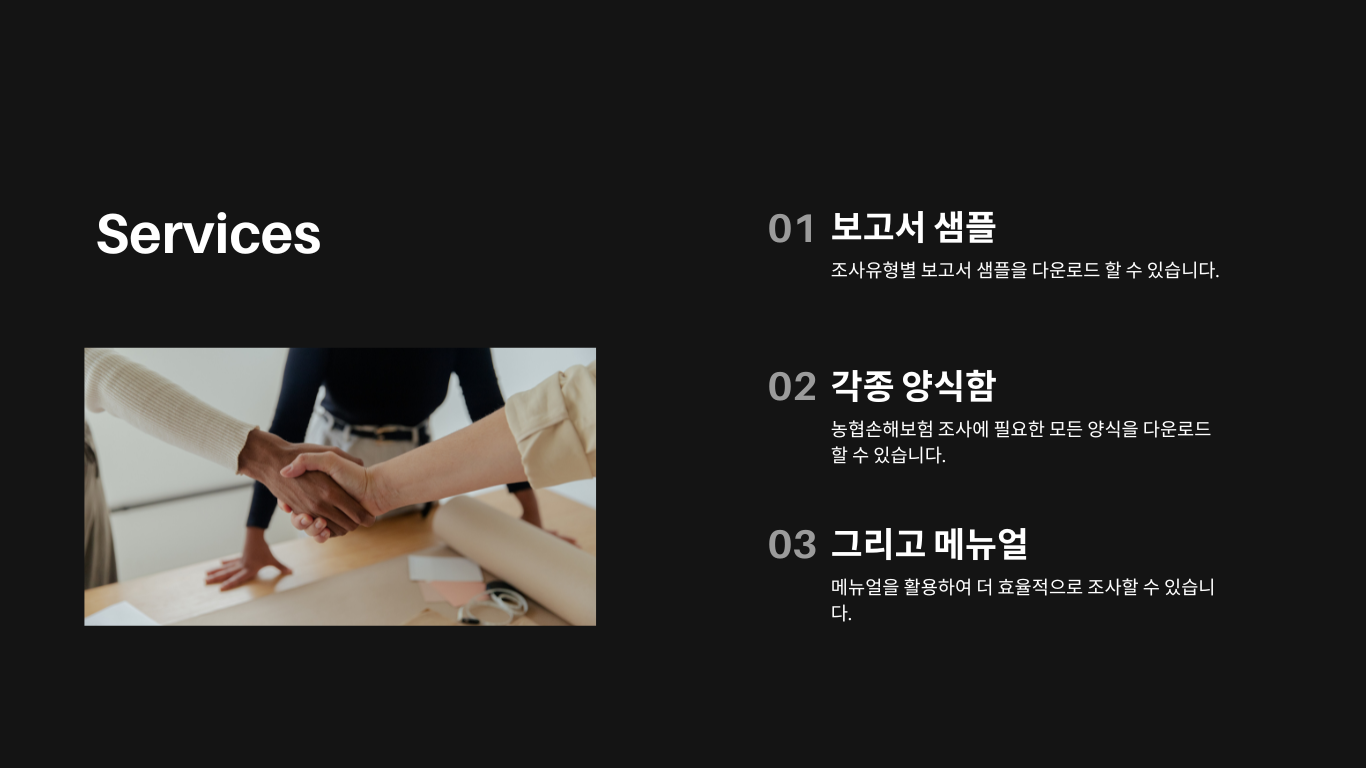 Services
01 보고서 샘플
조사유형별 보고서 샘플을 다운로드 할 수 있습니다.
02 각종 양식함
농협손해보험 조사에 필요한 모든 양식을 다운로드
할 수 있습니다.
03 그리고 메뉴얼
메뉴얼을 활용하여 더 효율적으로 조사할 수 있습니
다.